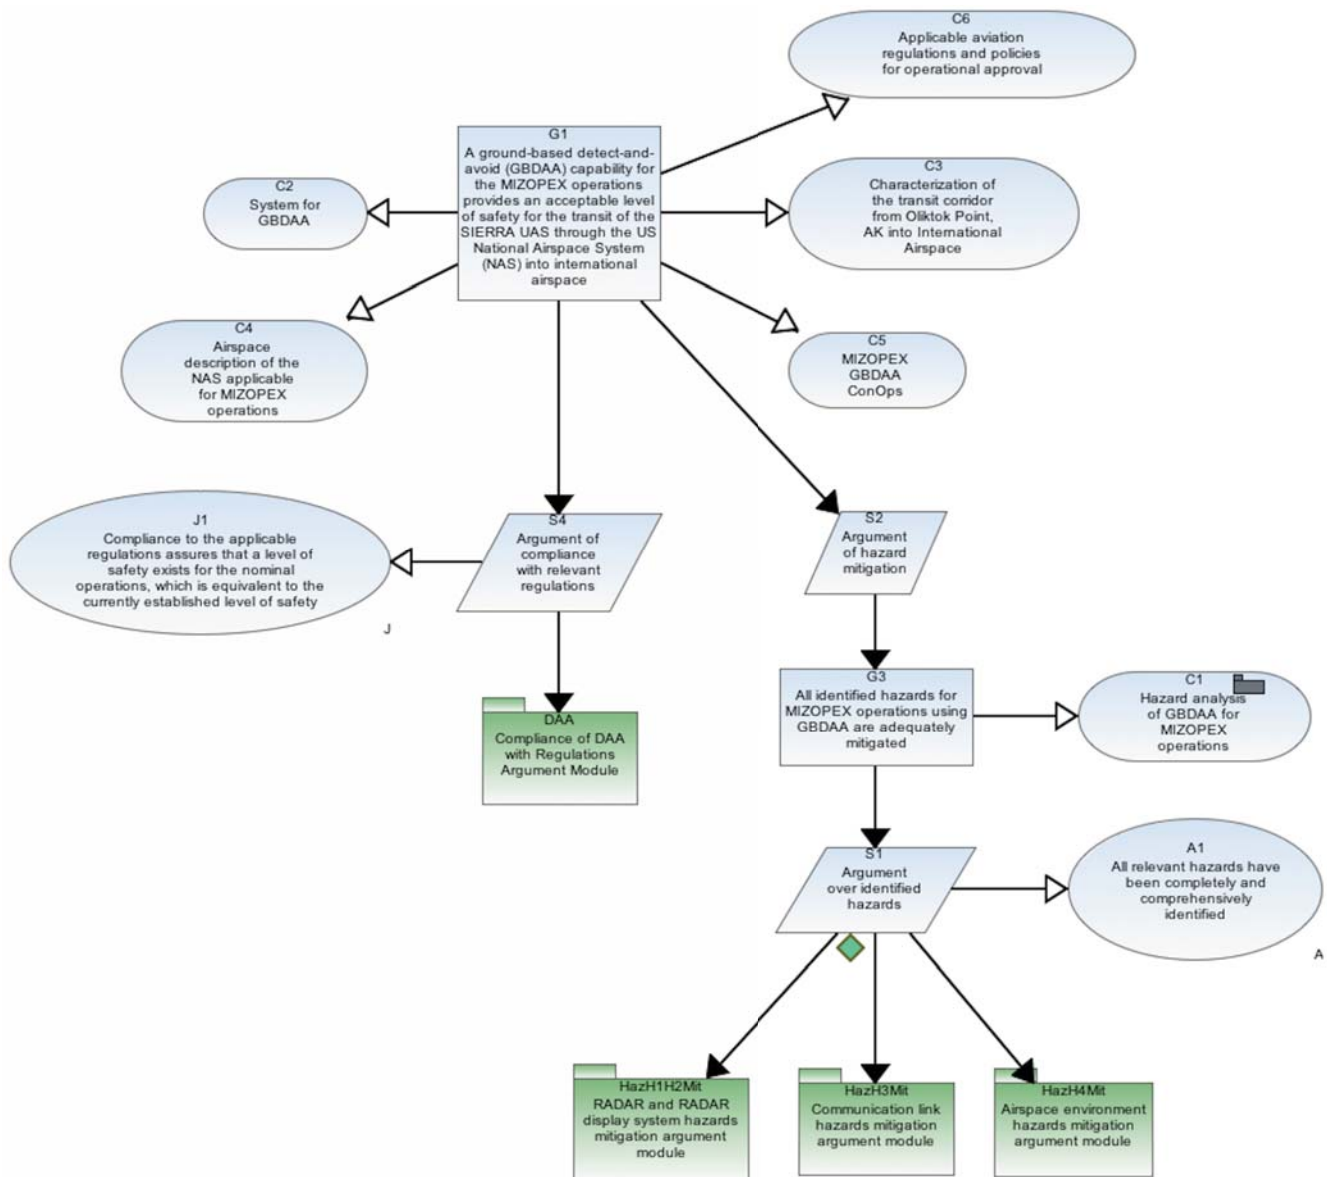 C6
Applicable aviation
regulations and policies
for operational approval
G1
A ground-based detect-and-
avoid (GBDAA) capability for
the MIZOPEX operations
provides an acceptable level
of safety for the transit of the
SIERRA UAS through the US
National Airspace System
(NAS) into international
airspace
C2
System for
GBDAA
C3
Characterization of
the transit corridor
from Oliktok Point,
AK into International
Airspace
C4
Airspace
description of the
NAS applicable
for MIZOPEX
operations
C5
MIZOPEX
GBDAA
ConOps
J1
Compliance to the applicable
regulations assures that a level of
safety exists for the nominal
operations, which is equivalent to the
currently established level of safety
J
S4
Argument of
compliance
with relevant
regulations
S2
Argument
of hazard
mitigation
DAA
Compliance of DAA
with Regulations
Argument Module
G3
All identified hazards for
MIZOPEX operations using
GBDAA are adequately
mitigated
C1
Hazard analysis
of GBDAA for
MIZOPEX
operations
S1
Argument
over identified
hazards
A1
All relevant hazards have
been completely and
comprehensively
identified
A
HazH1H2Mit
RADAR and RADAR
display system hazards
mitigation argument
module
HazH3Mit
Communication link
hazards mitigation
argument module
HazH4Mit
Airspace environment
hazards mitigation
argument module